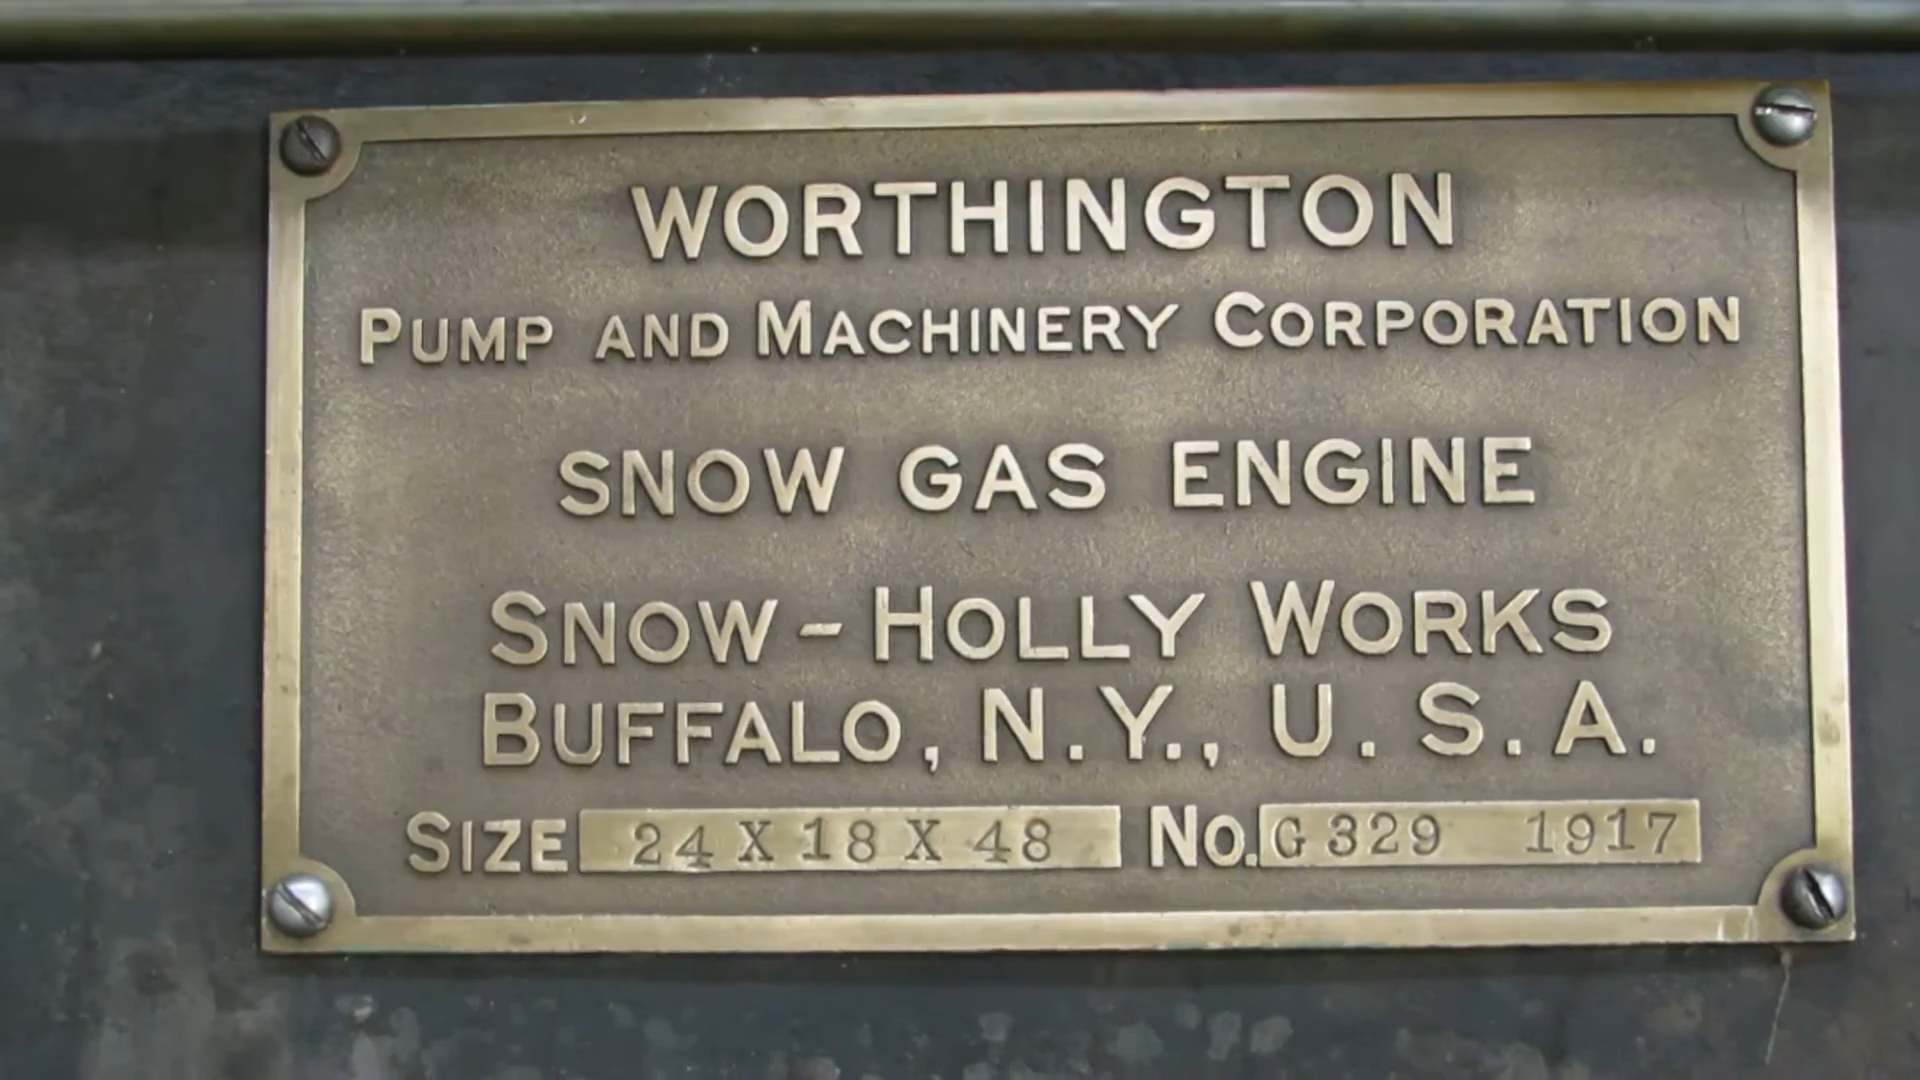 WORTHINGTON
PUMP AND MACHINERY CORPORATION
SNOW GAS ENGINE
SNOW-HOLLY WORKS
BUFFALO, N.Y., U.S.A.
SIZE 24 X 18 X 48 NO. G 329 1917